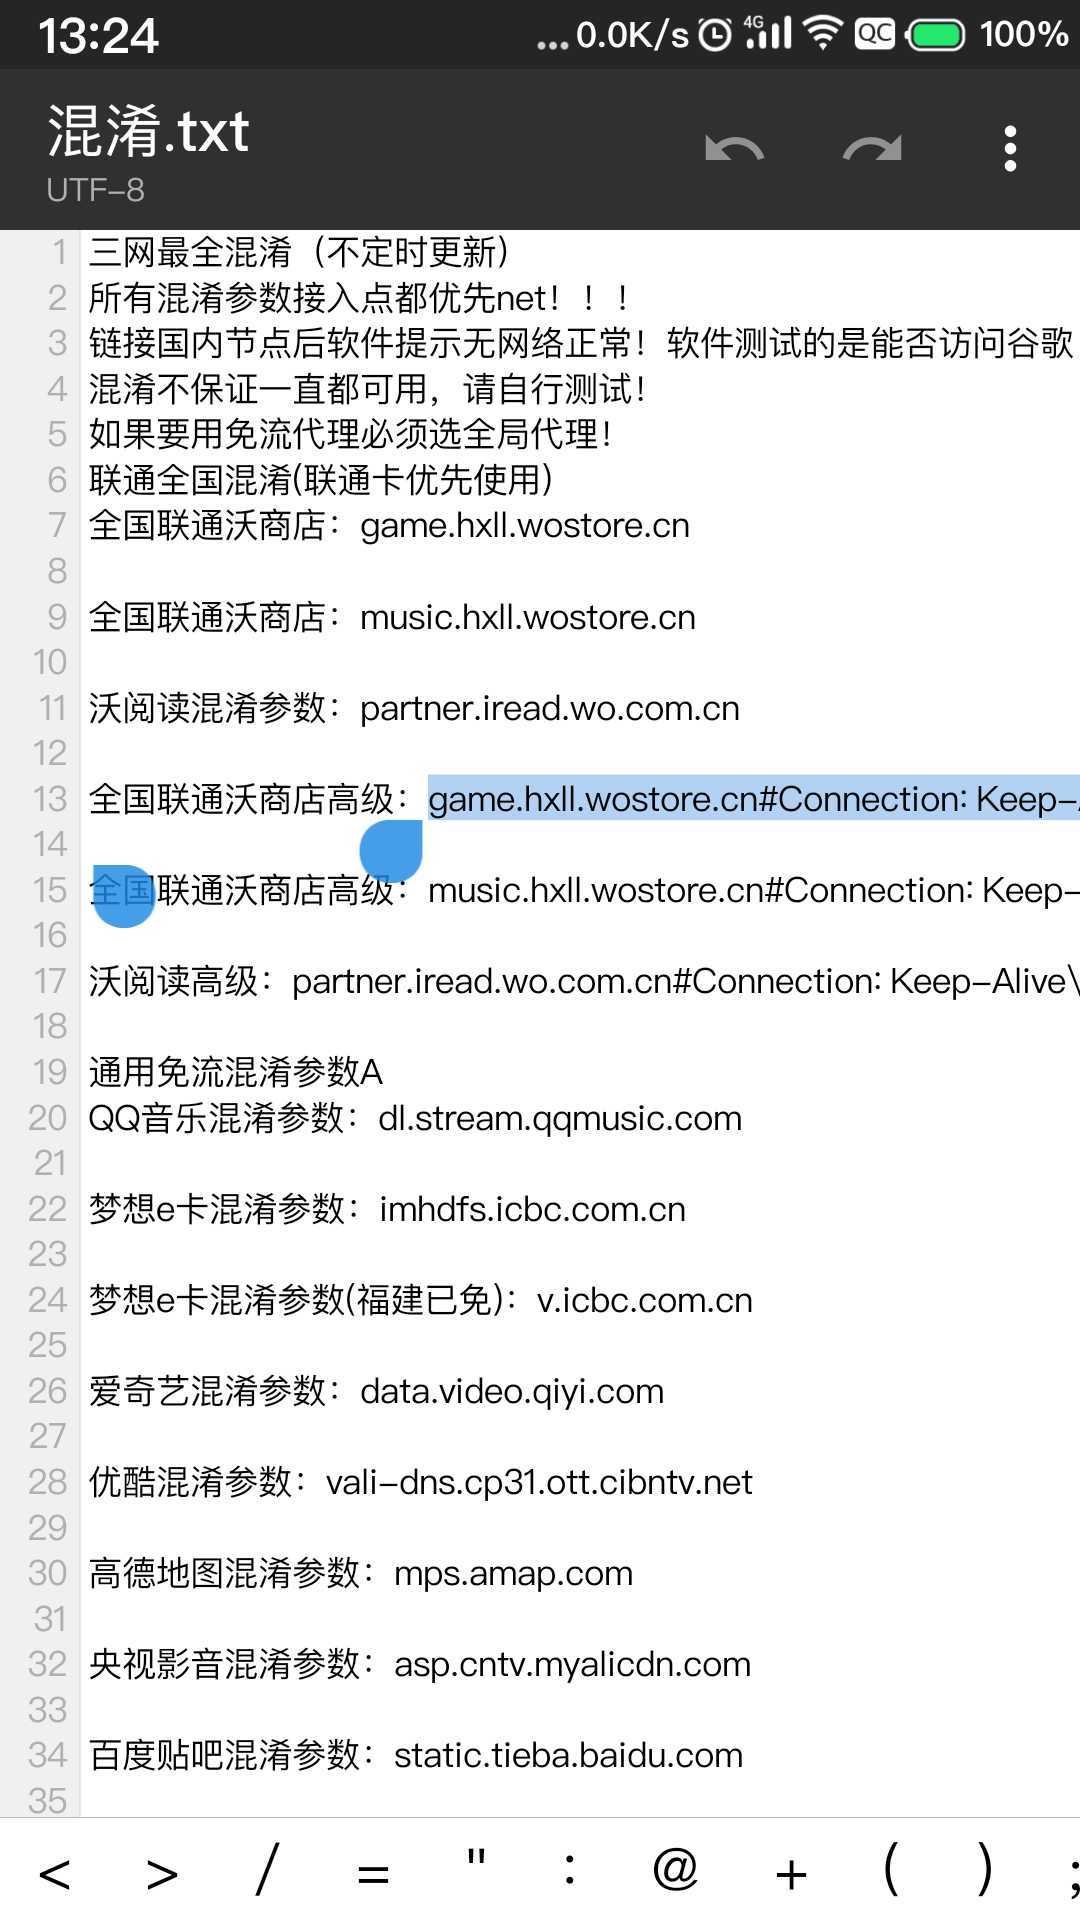 13:24
... 0.0K/s 4G QC 100%
混淆.txt
UTF-8
1 三网最全混淆（不定时更新）
2 所有混淆参数接入点都优先net！！！
3 链接国内节点后软件提示无网络正常！软件测试的是能否访问谷歌
4 混淆不保证一直都可用，请自行测试！
5 如果要用免流代理必须选全局代理！
6 联通全国混淆(联通卡优先使用)
7 全国联通沃商店：game.hxll.wostore.cn
8
9 全国联通沃商店：music.hxll.wostore.cn
10
11 沃阅读混淆参数：partner.iread.wo.com.cn
12
13 全国联通沃商店高级：game.hxll.wostore.cn#Connection: Keep-
14
15 全国联通沃商店高级：music.hxll.wostore.cn#Connection: Keep-
16
17 沃阅读高级：partner.iread.wo.com.cn#Connection: Keep-Alive\
18
19 通用免流混淆参数A
20 QQ音乐混淆参数：dl.stream.qqmusic.com
21
22 梦想e卡混淆参数：imhdfs.icbc.com.cn
23
24 梦想e卡混淆参数(福建已免)：v.icbc.com.cn
25
26 爱奇艺混淆参数：data.video.qiyi.com
27
28 优酷混淆参数：vali-dns.cp31.ott.cibntv.net
29
30 高德地图混淆参数：mps.amap.com
31
32 央视影音混淆参数：asp.cntv.myalicdn.com
33
34 百度贴吧混淆参数：static.tieba.baidu.com
35
< > / = " : @ + ( ) ;